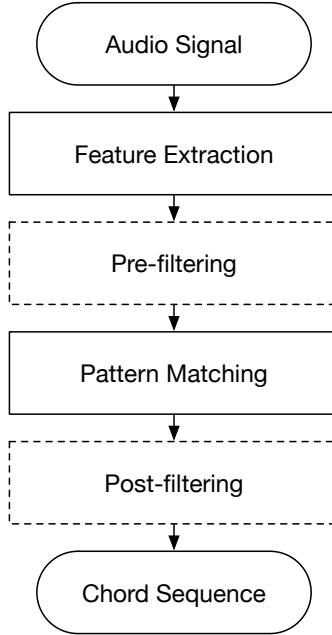 Audio Signal
Feature Extraction
Pre-filtering
Pattern Matching
Post-filtering
Chord Sequence